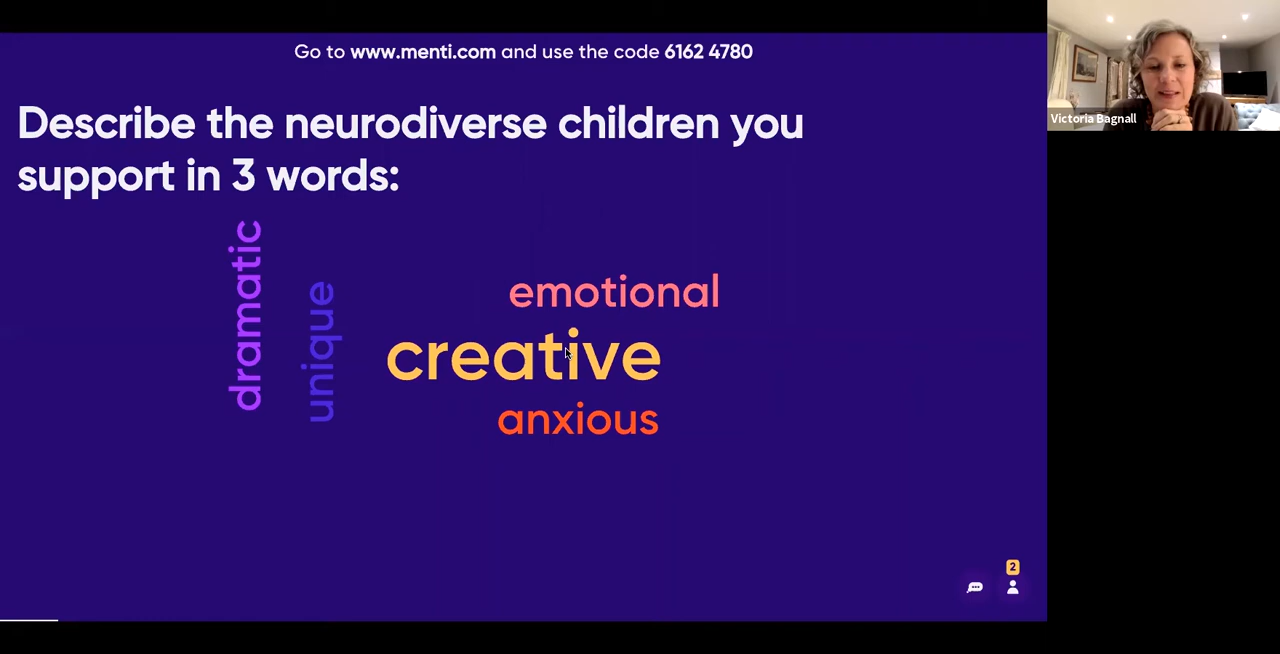 Go to www.menti.com and use the code 6162 4780
Describe the neurodiverse children you
support in 3 words:
dramatic
unique
emotional
creative
anxious
2
Victoria Bagnall